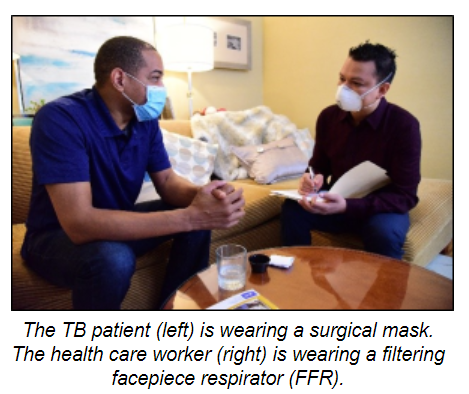 The TB patient (left) is wearing a surgical mask.
The health care worker (right) is wearing a filtering
facepiece respirator (FFR).